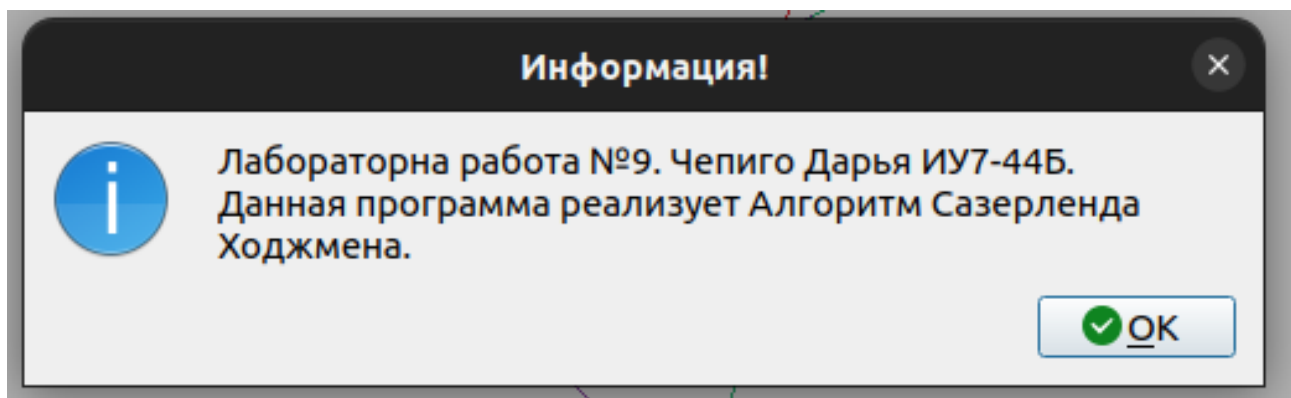 Информация!
Лабораторна работа №9. Чепиго Дарья ИУ7-44Б.
Данная программа реализует Алгоритм Сазерленда
Ходжмена.
OK